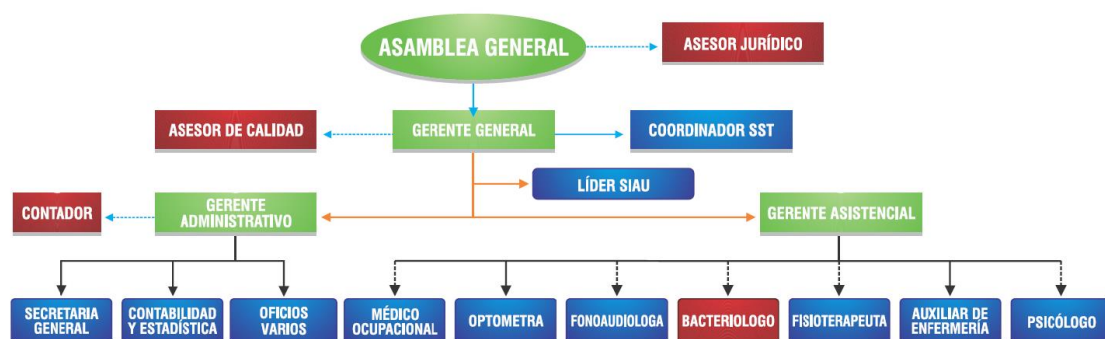 ASAMBLEA GENERAL
ASESOR JURÍDICO
ASESOR DE CALIDAD
GERENTE GENERAL
COORDINADOR SST
LÍDER SIAU
CONTADOR
GERENTE
ADMINISTRATIVO
GERENTE ASISTENCIAL
SECRETARIA
GENERAL
CONTABILIDAD
Y ESTADÍSTICA
OFICIOS
VARIOS
MÉDICO
OCUPACIONAL
OPTOMETRA
FONOAUDIOLOGA
BACTERIOLOGO
FISIOTERAPEUTA
AUXILIAR DE
ENFERMERÍA
PSICÓLOGO